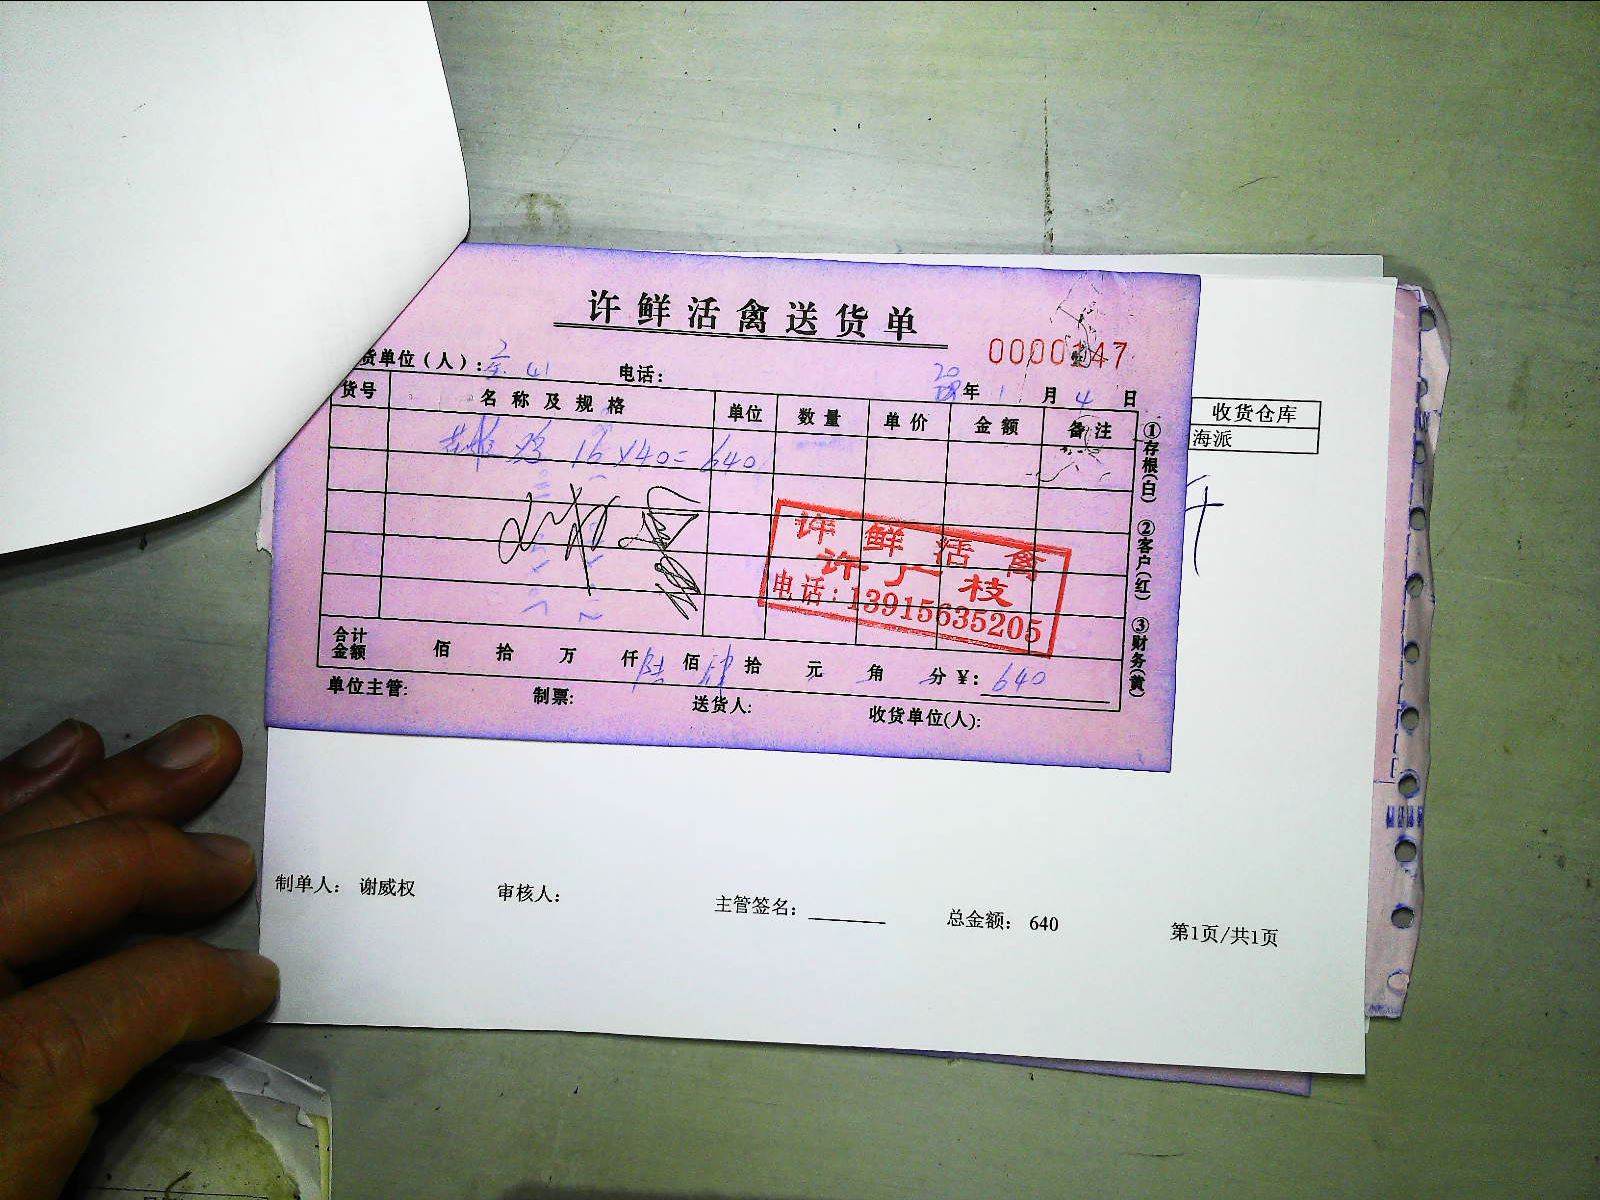 许鲜活禽送货单
0000147
货单位(人):
电话:
年 1 月 4 日
货号 名称及规格 单位 数量 单价 金额 备注
鸡 16×40=640
许鲜活禽
电话:13915635205
合计金额 佰 拾 万 仟 陆 佰 肆 拾 元 角 分 ¥: 640
单位主管: 制票: 送货人: 收货单位(人):
①存根(白) ②客户(红) ③财务(黄)
收货仓库
海派
制单人: 谢威权 审核人: 主管签名: 总金额: 640 第1页/共1页